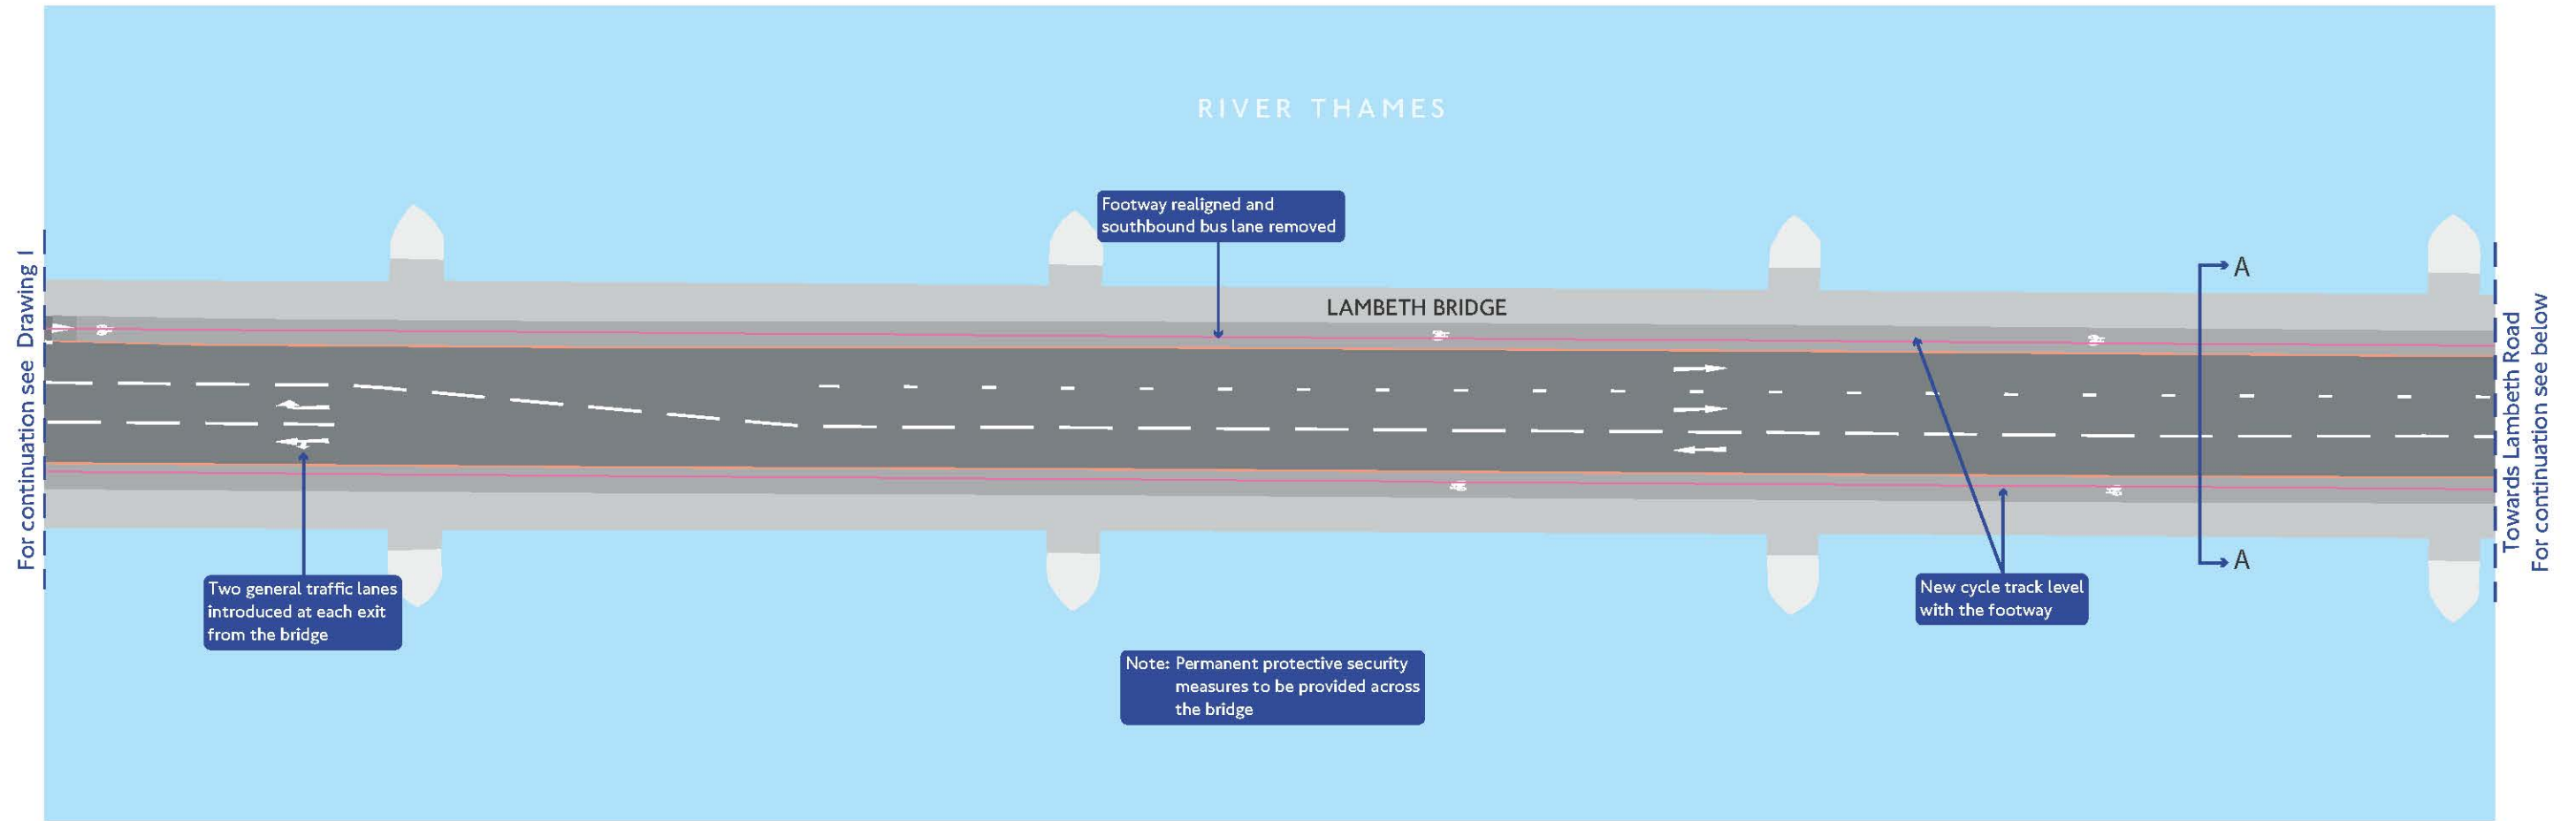 RIVER THAMES
Footway realigned and
southbound bus lane removed
LAMBETH BRIDGE
For continuation see Drawing 1
A
A
Towards Lambeth Road
For continuation see below
Two general traffic lanes
introduced at each exit
from the bridge
New cycle track level
with the footway
Note: Permanent protective security
measures to be provided across
the bridge